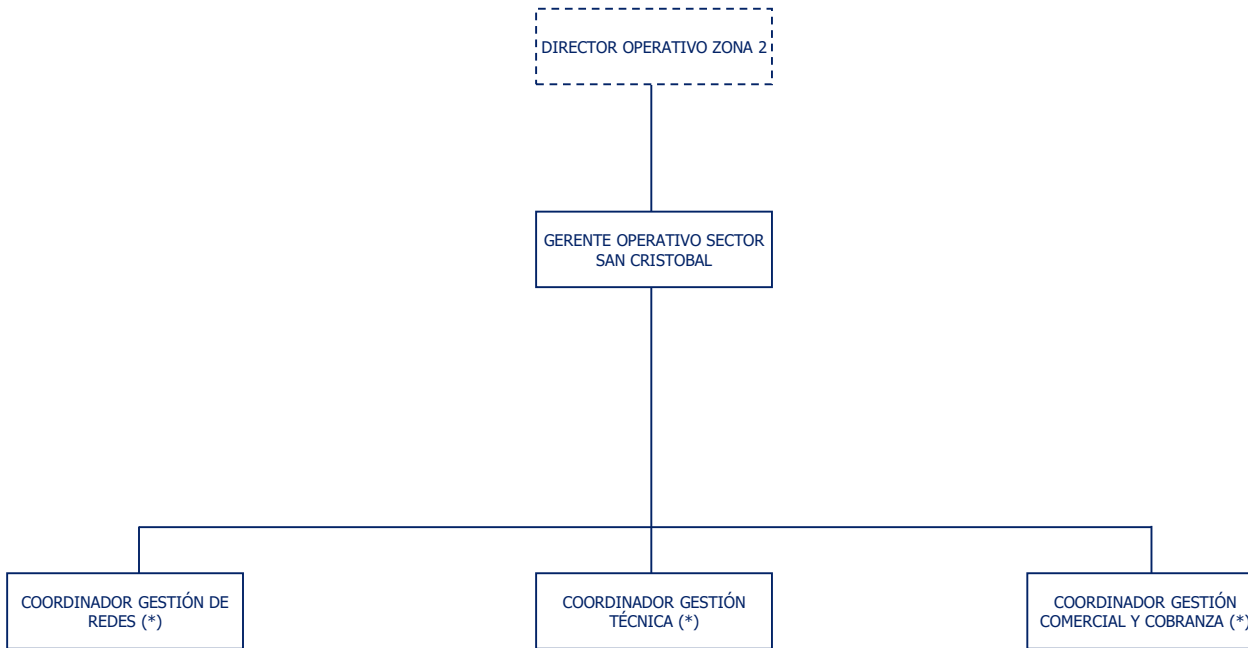 DIRECTOR OPERATIVO ZONA 2
GERENTE OPERATIVO SECTOR
SAN CRISTOBAL
COORDINADOR GESTIÓN DE
REDES (*)
COORDINADOR GESTIÓN
TÉCNICA (*)
COORDINADOR GESTIÓN
COMERCIAL Y COBRANZA (*)